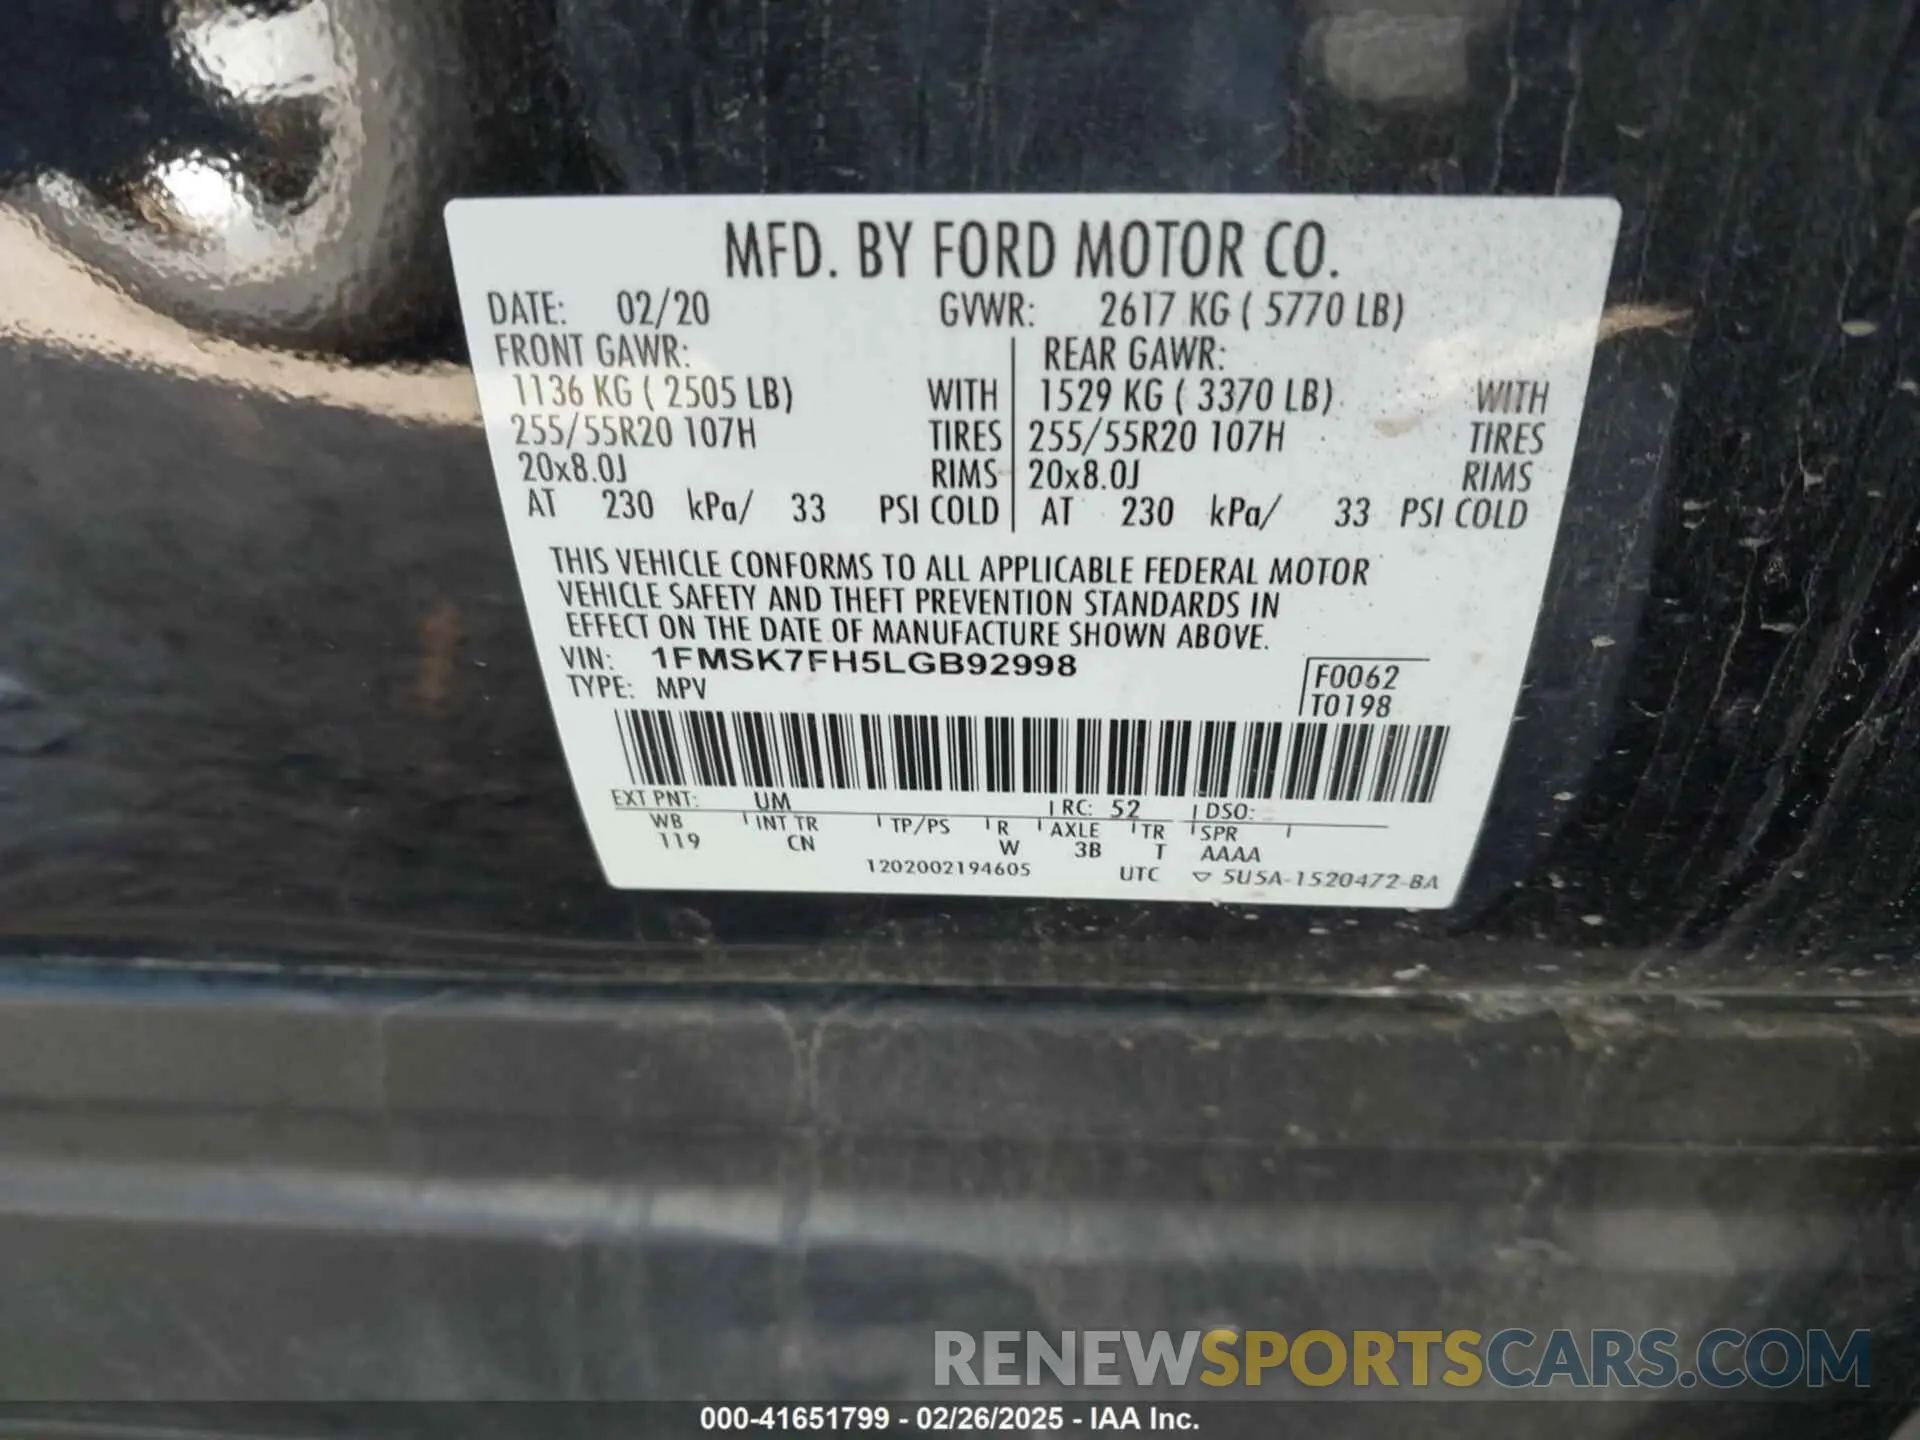 MFD. BY FORD MOTOR CO.
DATE: 02/20 GVWR: 2617 KG ( 5770 LB)
FRONT GAWR: REAR GAWR:
1136 KG ( 2505 LB) WITH 1529 KG ( 3370 LB) WITH
255/55R20 107H TIRES 255/55R20 107H TIRES
20x8.0J RIMS 20x8.0J RIMS
AT 230 kPa/ 33 PSI COLD AT 230 kPa/ 33 PSI COLD
THIS VEHICLE CONFORMS TO ALL APPLICABLE FEDERAL MOTOR
VEHICLE SAFETY AND THEFT PREVENTION STANDARDS IN
EFFECT ON THE DATE OF MANUFACTURE SHOWN ABOVE.
VIN: 1FMSK7FH5LGB92998 F0062
TYPE: MPV T0198
EXT PNT: UM RC: 52 DSO:
WB INT TR TP/PS R AXLE TR SPR
119 CN W 3B T AAAA
1202002194605 UTC 5U5A-1520472-BA
RENEWSPORTSCARS.COM
000-41651799 - 02/26/2025 - IAA Inc.